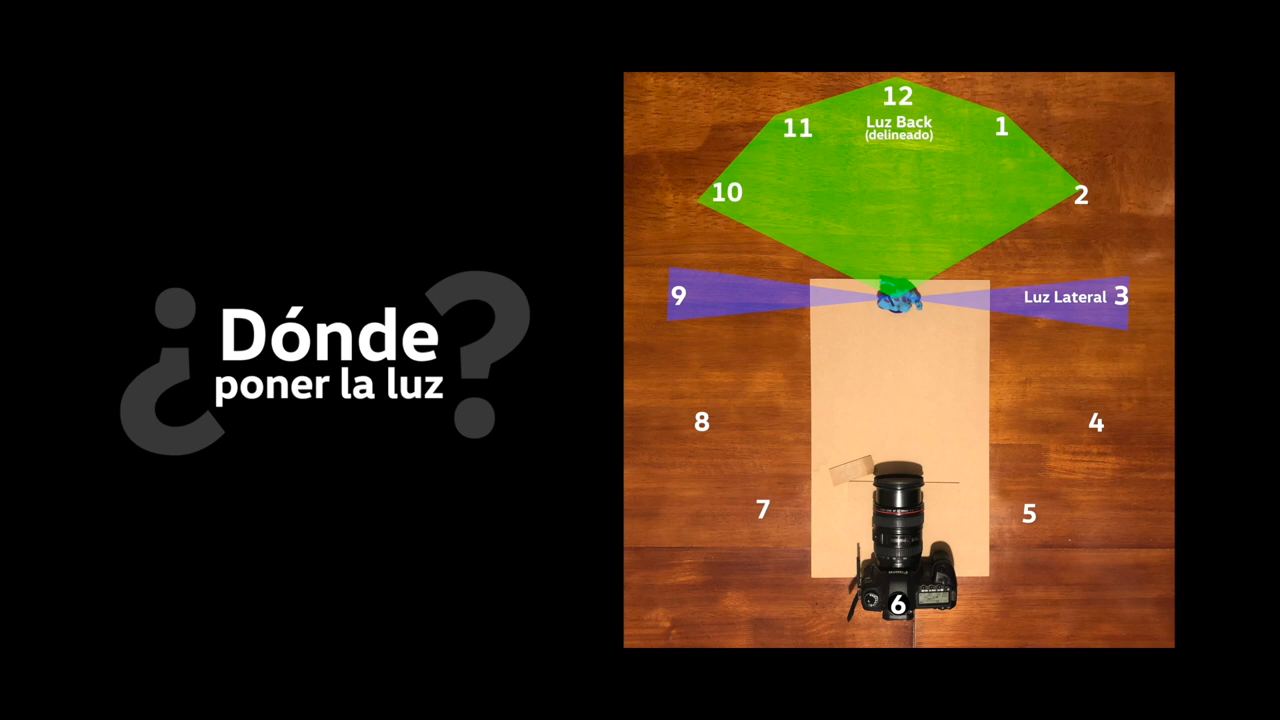 ¿ Dónde ?
poner la luz
12
Luz Back
(delineado)
11
1
10
2
9
Luz Lateral 3
8
4
7
5
6